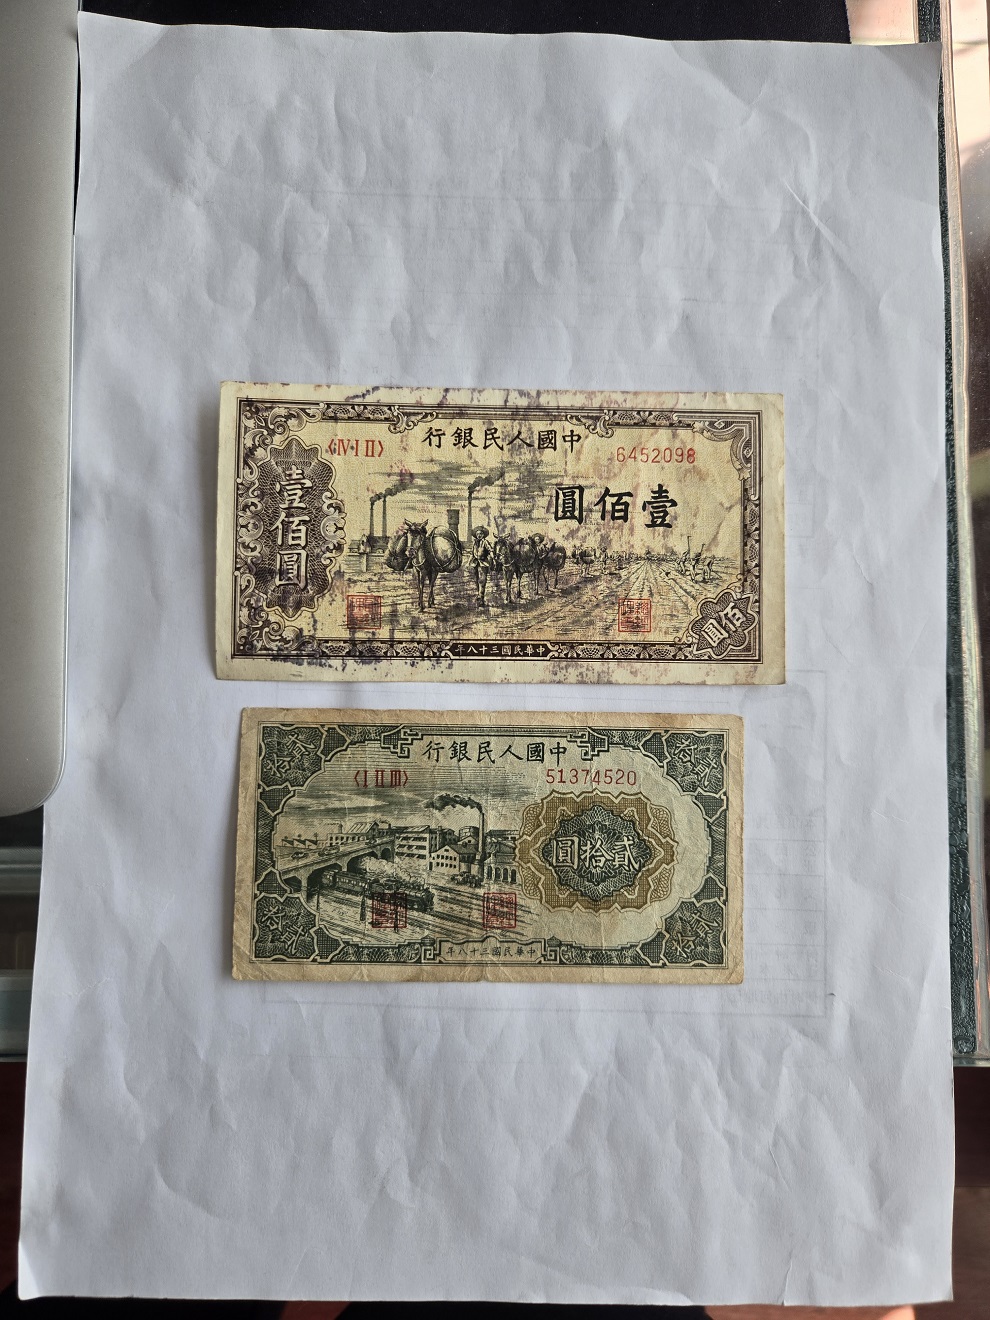 中國人民銀行
〈Ⅳ Ⅰ Ⅱ〉
6452098
壹佰圓
壹佰圓
佰圓
中華民國三十八年
中國人民銀行
〈Ⅰ Ⅱ Ⅲ〉
51374520
貳拾圓
中華民國三十八年